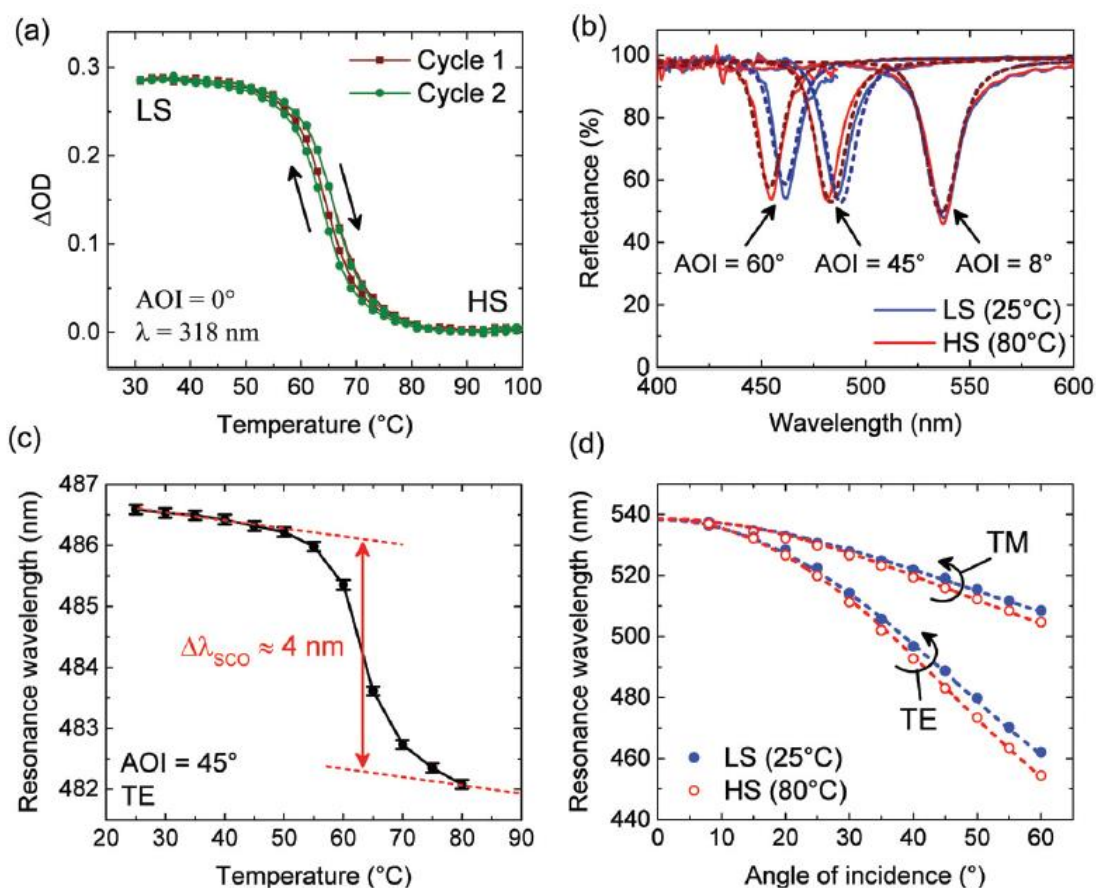 (a)
0.3
0.2
0.1
0.0
ΔOD
LS
HS
Cycle 1
Cycle 2
AOI = 0°
λ = 318 nm
30 40 50 60 70 80 90 100
Temperature (°C)
(b)
100
80
60
40
20
0
Reflectance (%)
AOI = 60° AOI = 45° AOI = 8°
LS (25°C)
HS (80°C)
400 450 500 550 600
Wavelength (nm)
(c)
487
486
485
484
483
482
Resonance wavelength (nm)
ΔλSCO ≈ 4 nm
AOI = 45°
TE
20 30 40 50 60 70 80 90
Temperature (°C)
(d)
540
520
500
480
460
440
Resonance wavelength (nm)
TM
TE
LS (25°C)
HS (80°C)
0 10 20 30 40 50 60
Angle of incidence (°)